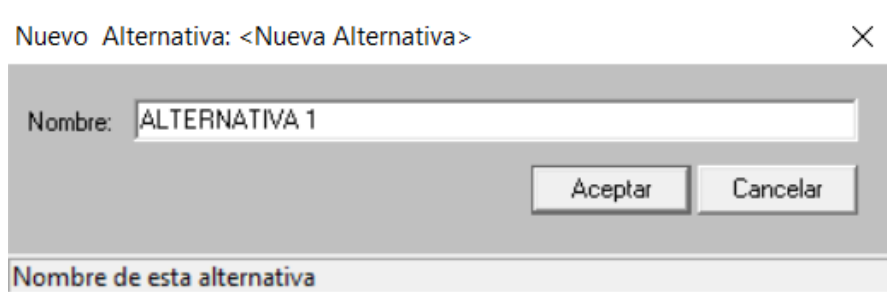 Nuevo  Alternativa: <Nueva Alternativa>
Nombre: ALTERNATIVA 1
Aceptar Cancelar
Nombre de esta alternativa